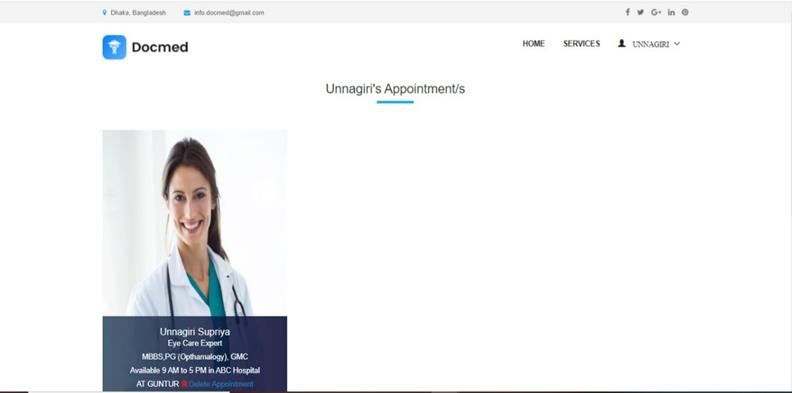 Dhaka, Bangladesh info.docmed@gmail.com
Docmed HOME SERVICES UNNAGIRI
Unnagiri's Appointment/s
Unnagiri Supriya
Eye Care Expert
MBBS,PG (Opthamalogy), GMC
Available 9 AM to 5 PM in ABC Hospital
AT GUNTUR Delete Appointment